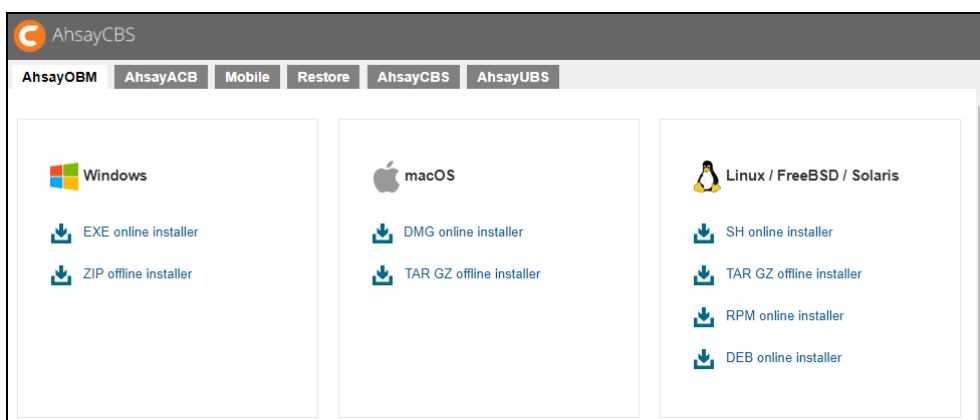 AhsayCBS
AhsayOBM AhsayACB Mobile Restore AhsayCBS AhsayUBS
Windows
EXE online installer
ZIP offline installer
macOS
DMG online installer
TAR GZ offline installer
Linux / FreeBSD / Solaris
SH online installer
TAR GZ offline installer
RPM online installer
DEB online installer